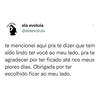 ela evoluiu
@elaevoluiu
te mencionei aqui pra te dizer que tem
sido lindo ter você ao meu lado, pra te
agradecer por ter ficado até nos meus
piores dias. Obrigada por ter
escolhido ficar ao meu lado.